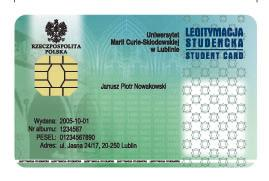 RZECZPOSPOLITA
POLSKA
Uniwersytet
Marii Curie-Skłodowskiej
w Lublinie
LEGITYMACJA
STUDENCKA
STUDENT CARD
Janusz Piotr Nowakowski
Wydana: 2005-10-01
Nr albumu: 1234567
PESEL: 01234567890
Adres: ul. Jasna 24/17, 20-250 Lublin